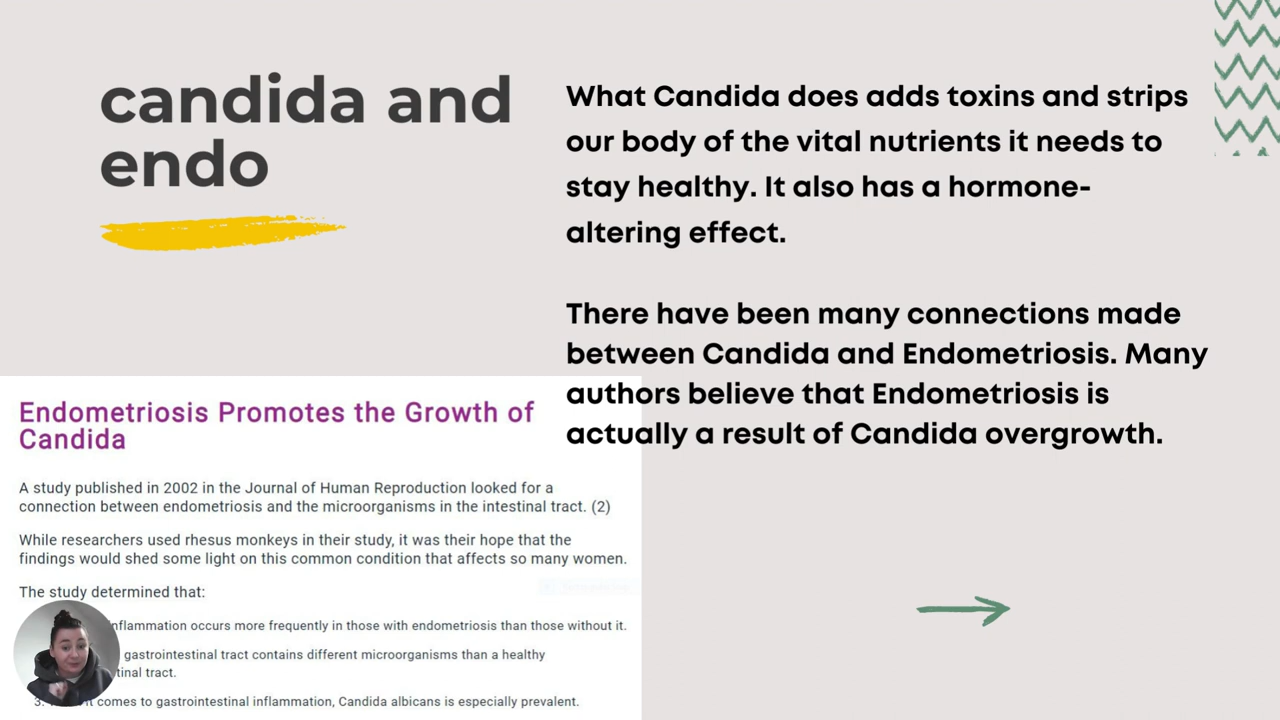 candida and
endo
What Candida does adds toxins and strips
our body of the vital nutrients it needs to
stay healthy. It also has a hormone-
altering effect.
There have been many connections made
between Candida and Endometriosis. Many
authors believe that Endometriosis is
actually a result of Candida overgrowth.
Endometriosis Promotes the Growth of
Candida
A study published in 2002 in the Journal of Human Reproduction looked for a
connection between endometriosis and the microorganisms in the intestinal tract. (2)
While researchers used rhesus monkeys in their study, it was their hope that the
findings would shed some light on this common condition that affects so many women.
The study determined that:
inflammation occurs more frequently in those with endometriosis than those without it.
gastrointestinal tract contains different microorganisms than a healthy
tract.
3. it comes to gastrointestinal inflammation, Candida albicans is especially prevalent.